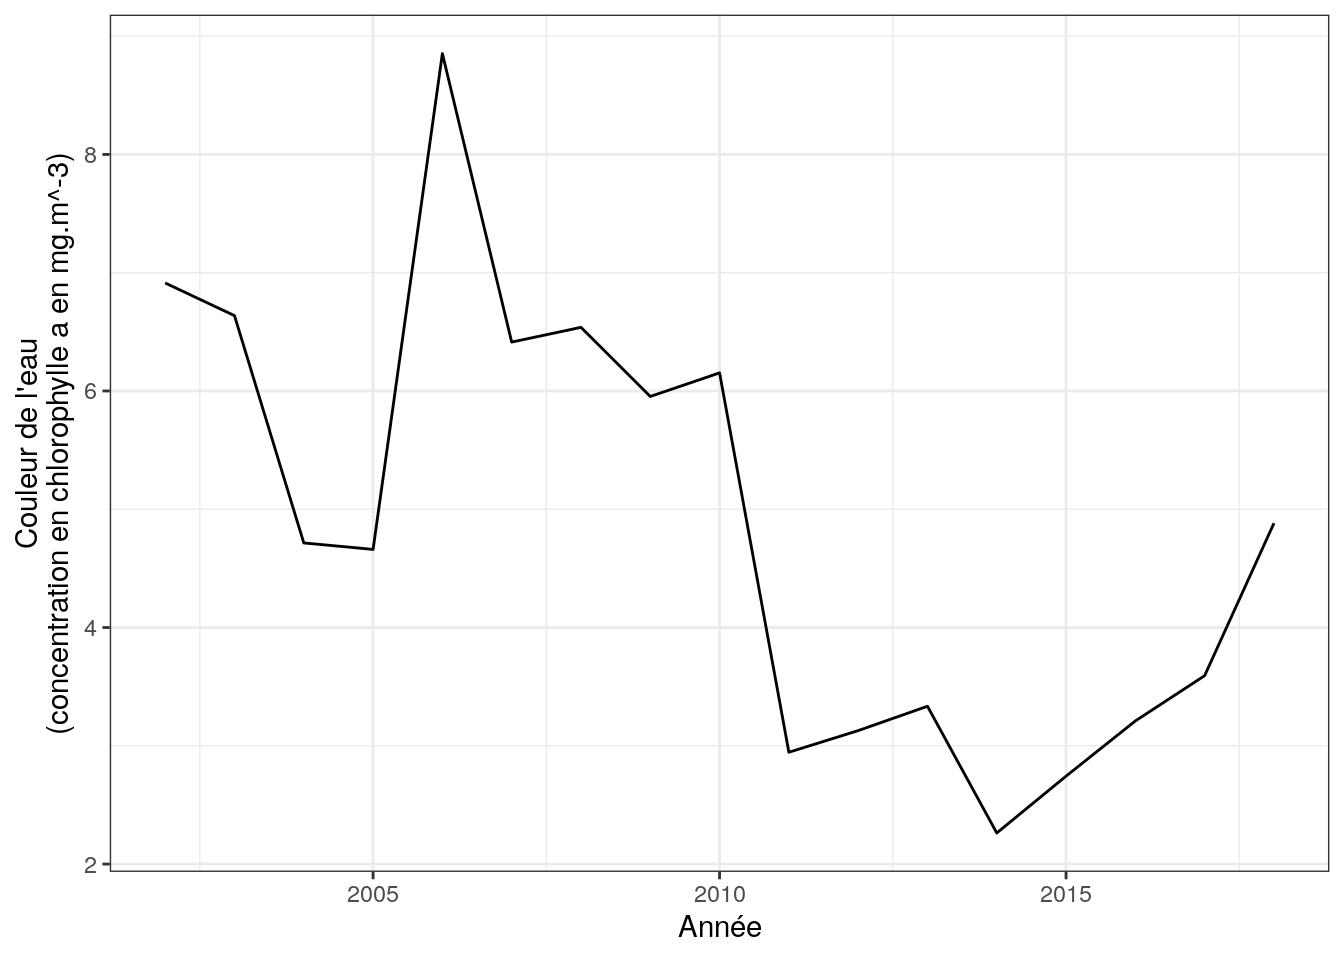 Couleur de l'eau
(concentration en chlorophylle a en mg.m^-3)
8
6
4
2
2005
2010
2015
Année